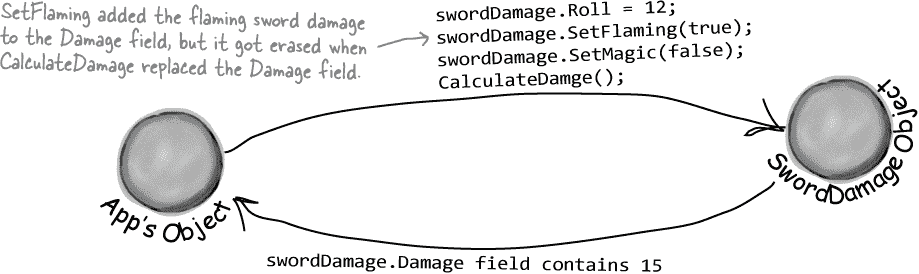 SetFlaming added the flaming sword damage
to the Damage field, but it got erased when
CalculateDamage replaced the Damage field.
swordDamage.Roll = 12;
swordDamage.SetFlaming(true);
swordDamage.SetMagic(false);
CalculateDamge();
App's Object
SwordDamage Object
swordDamage.Damage field contains 15